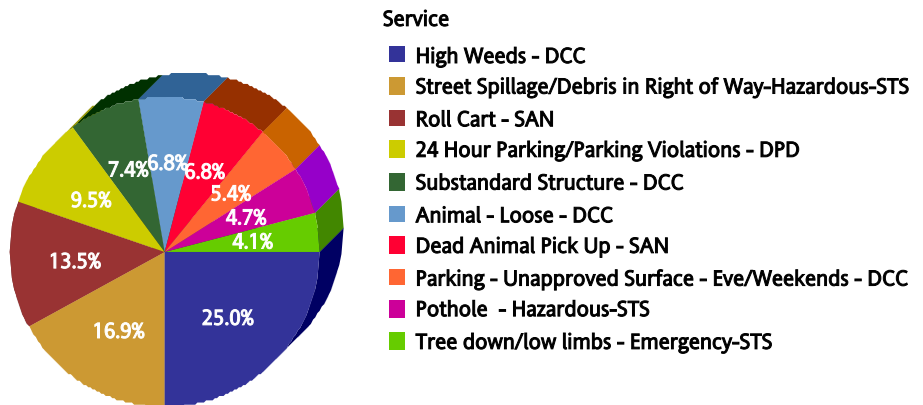 Service
High Weeds - DCC
Street Spillage/Debris in Right of Way-Hazardous-STS
Roll Cart - SAN
24 Hour Parking/Parking Violations - DPD
Substandard Structure - DCC
Animal - Loose - DCC
Dead Animal Pick Up - SAN
Parking - Unapproved Surface - Eve/Weekends - DCC
Pothole - Hazardous-STS
Tree down/low limbs - Emergency-STS
7.4%
6.8%
6.8%
5.4%
9.5%
4.7%
4.1%
13.5%
25.0%
16.9%